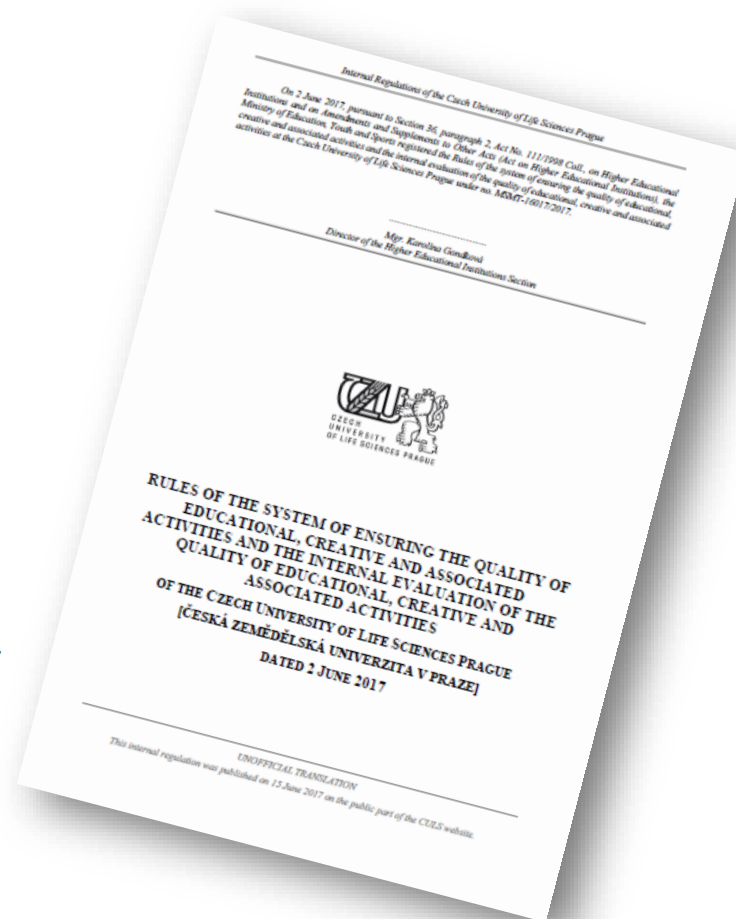 Internal Regulations of the Czech University of Life Sciences Prague
On 2 June 2017, pursuant to Section 36, paragraph 2, Act No. 111/1998 Coll., on Higher Educational
Institutions and on Amendments and Supplements to Other Acts (Act on Higher Educational Institutions), the
Ministry of Education, Youth and Sports registered the Rules of the system of ensuring the quality of educational,
creative and associated activities and the internal evaluation of the quality of educational, creative and associated
activities at the Czech University of Life Sciences Prague under no. MSMT-16017/2017.
Mgr. Karolína Gondková
Director of the Higher Educational Institutions Section
CZU
CZECH
UNIVERSITY
OF LIFE SCIENCES PRAGUE
RULES OF THE SYSTEM OF ENSURING THE QUALITY OF
EDUCATIONAL, CREATIVE AND ASSOCIATED
ACTIVITIES AND THE INTERNAL EVALUATION OF THE
QUALITY OF EDUCATIONAL, CREATIVE AND
ASSOCIATED ACTIVITIES
OF THE CZECH UNIVERSITY OF LIFE SCIENCES PRAGUE
[ČESKÁ ZEMĚDĚLSKÁ UNIVERZITA V PRAZE]
DATED 2 JUNE 2017
UNOFFICIAL TRANSLATION
This internal regulation was published on 15 June 2017 on the public part of the CULS website.